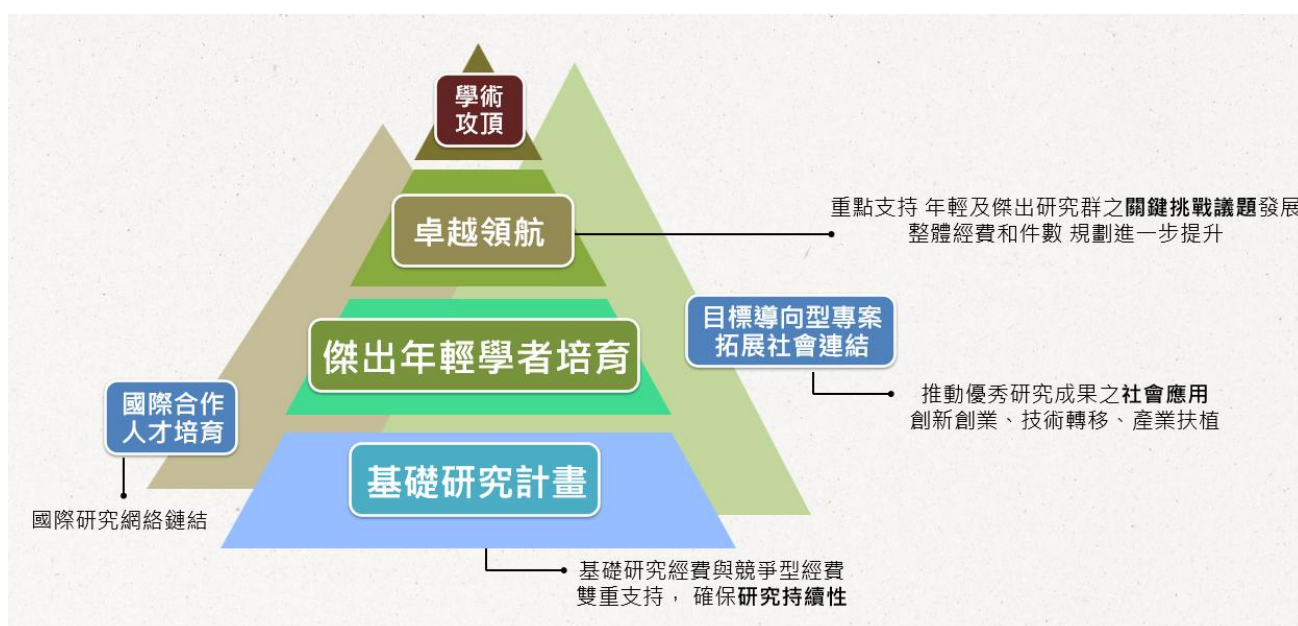 學術
攻頂
卓越領航
重點支持 年輕及傑出研究群之關鍵挑戰議題發展
整體經費和件數 規劃進一步提升
目標導向型專案
拓展社會連結
傑出年輕學者培育
推動優秀研究成果之社會應用
創新創業、技術轉移、產業扶植
國際合作
人才培育
基礎研究計畫
國際研究網絡鏈結
基礎研究經費與競爭型經費
雙重支持， 確保研究持續性